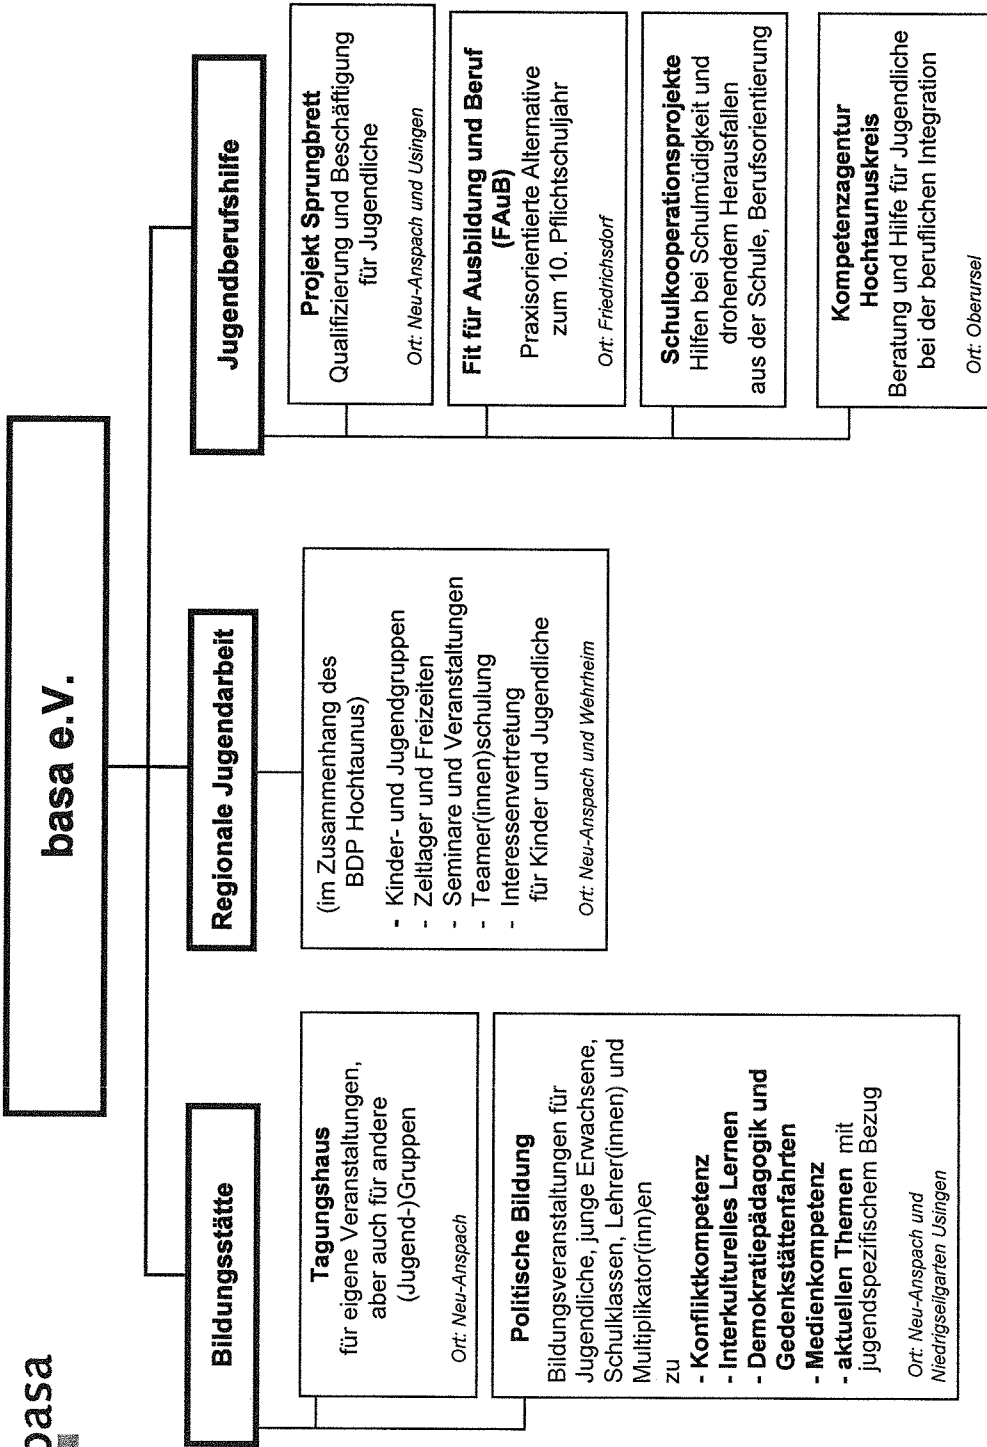 basa
basa e.V.
Bildungsstätte
Tagungshaus
für eigene Veranstaltungen,
aber auch für andere
(Jugend-)Gruppen
Ort: Neu-Anspach
Politische Bildung
Bildungsveranstaltungen für
Jugendliche, junge Erwachsene,
Schulklassen, Lehrer(innen) und
Multiplikator(inn)en
zu
- Konfliktkompetenz
- Interkulturelles Lernen
- Demokratiepädagogik und
Gedenkstättenfahrten
- Medienkompetenz
- aktuellen Themen mit
jugendspezifischem Bezug
Ort: Neu-Anspach und
Niedrigseilgarten Usingen
Regionale Jugendarbeit
(im Zusammenhang des
BDP Hochtaunus)
- Kinder- und Jugendgruppen
- Zeltlager und Freizeiten
- Seminare und Veranstaltungen
- Teamer(innen)schulung
- Interessenvertretung
für Kinder und Jugendliche
Ort: Neu-Anspach und Wehrheim
Jugendberufshilfe
Projekt Sprungbrett
Qualifizierung und Beschäftigung
für Jugendliche
Ort: Neu-Anspach und Usingen
Fit für Ausbildung und Beruf
(FAuB)
Praxisorientierte Alternative
zum 10. Pflichtschuljahr
Ort: Friedrichsdorf
Schulkooperationsprojekte
Hilfen bei Schulmüdigkeit und
drohendem Herausfallen
aus der Schule, Berufsorientierung
Kompetenzagentur
Hochtaunuskreis
Beratung und Hilfe für Jugendliche
bei der beruflichen Integration
Ort: Oberursel